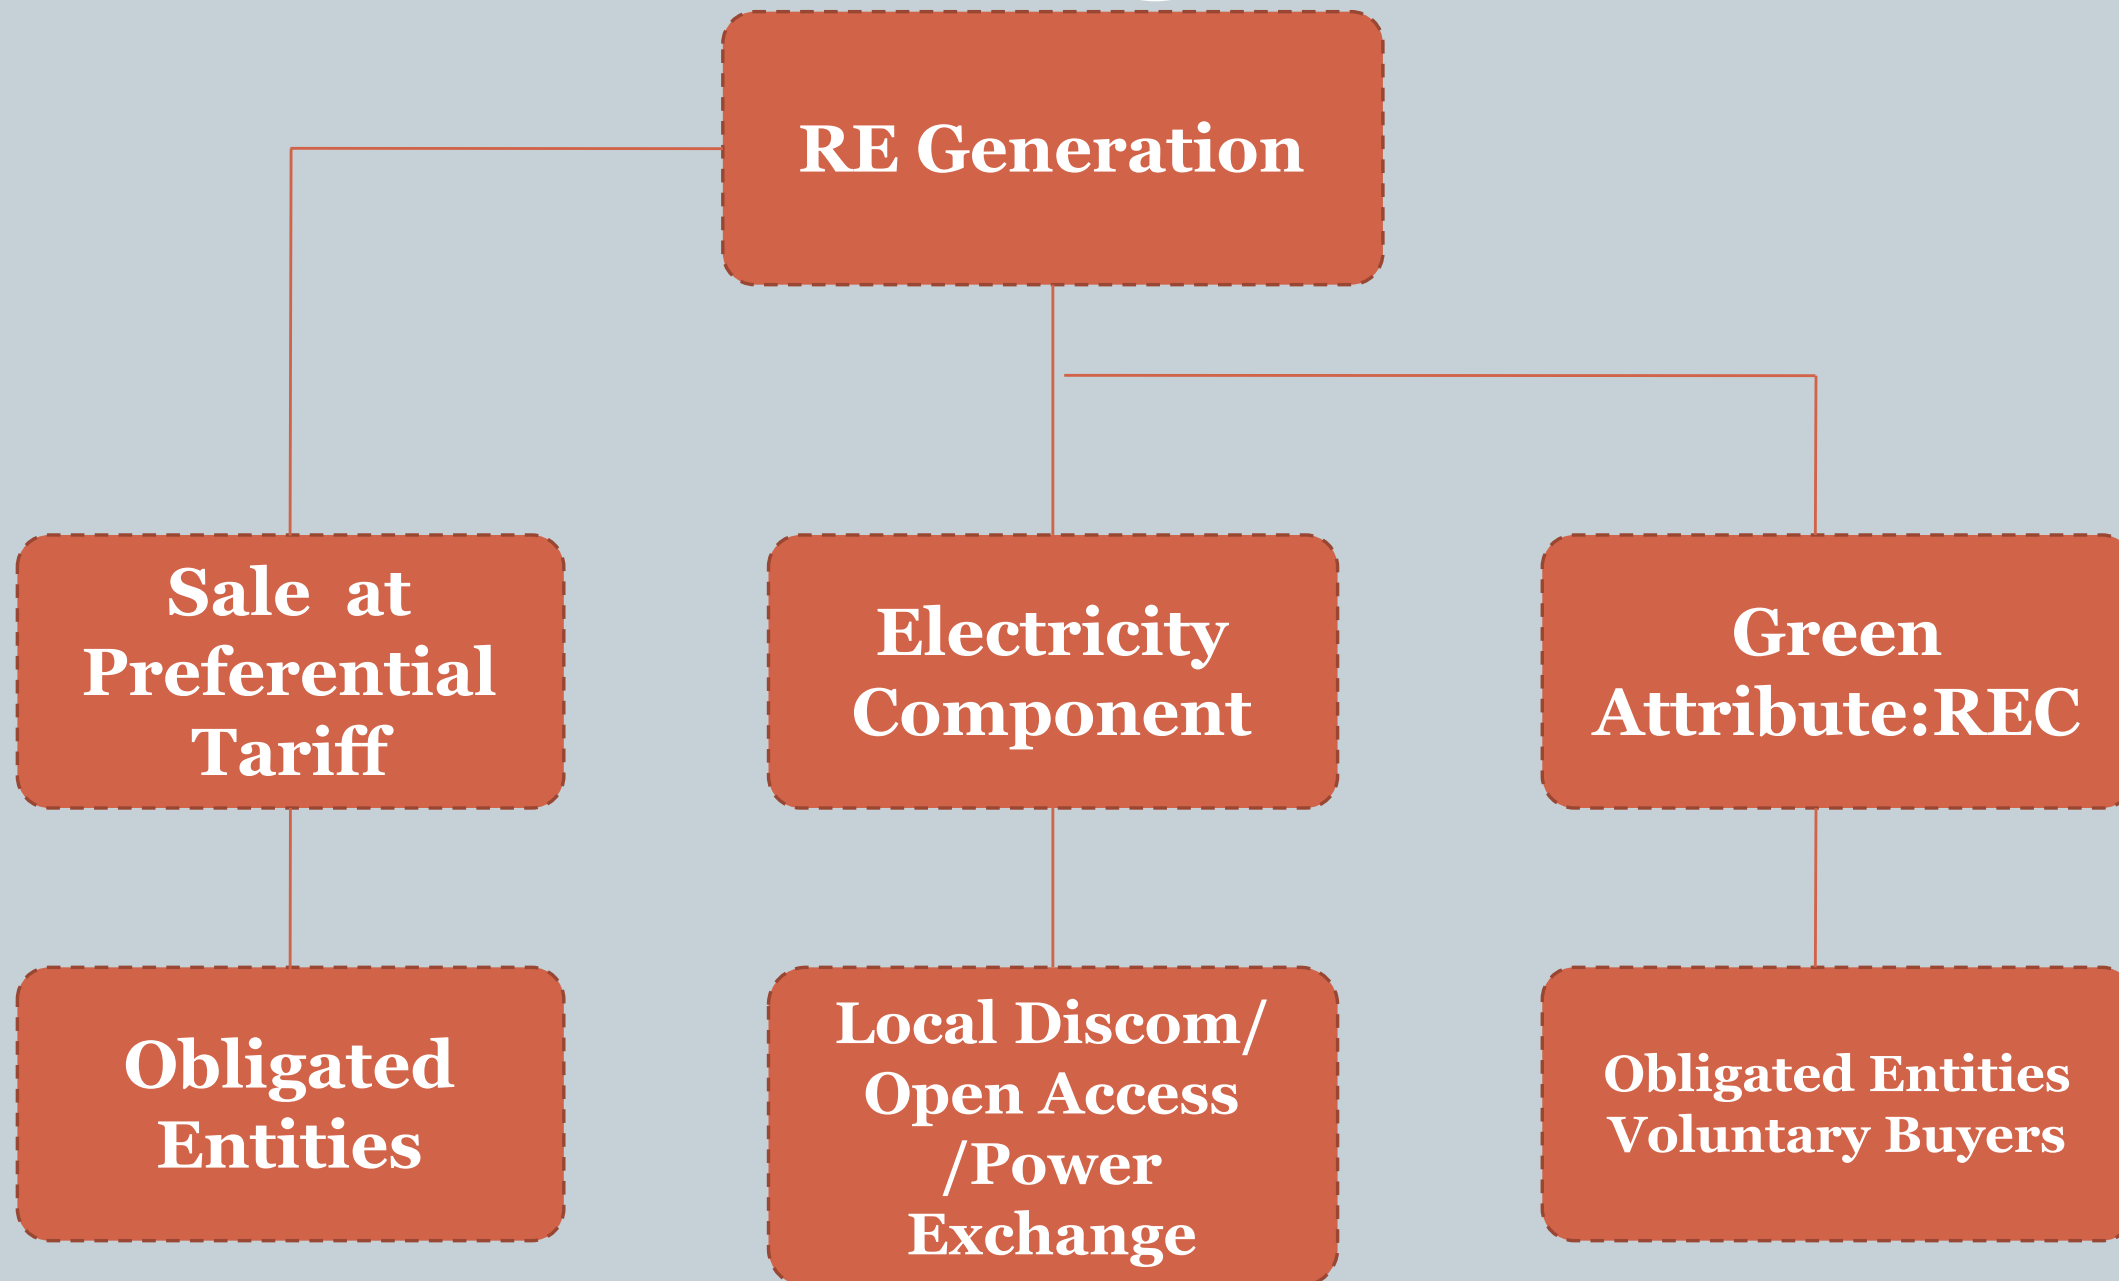 RE Generation
Sale at
Preferential
Tariff
Electricity
Component
Green
Attribute:REC
Obligated
Entities
Local Discom/
Open Access
/Power
Exchange
Obligated Entities
Voluntary Buyers